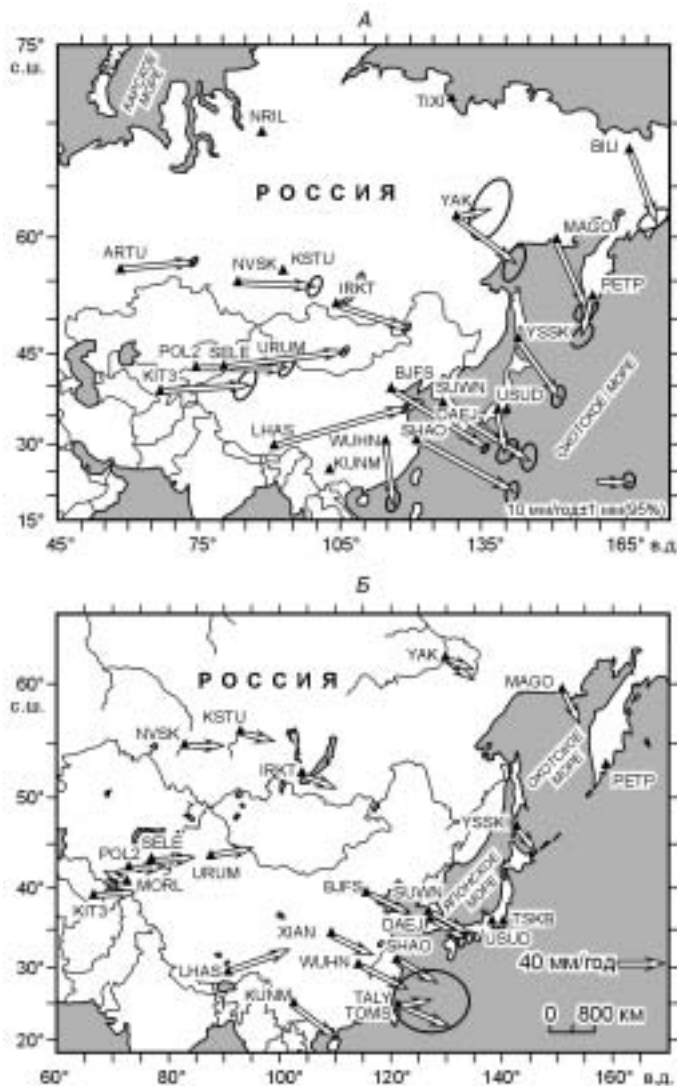 А
75°
с.ш.
КАРСКОЕ
МОРЕ
NRIL
TIXI
BILI
РОССИЯ
YAK
60°
MAGO
ARTU
NVSK
KSTU
IRKT
PETP
YSSK
45°
POL2
SELE
URUM
KIT3
BJFS
SUWN
DAEJ
USUD
ОХОТСКОЕ МОРЕ
LHAS
WUHN
SHAO
30°
KUNM
10 мм/год±1 мм(95%)
15°
45°
75°
105°
135°
165° в.д.
Б
YAK
60°
с.ш.
РОССИЯ
MAGO
KSTU
NVSK
ОХОТСКОЕ
МОРЕ
IRKT
PETP
50°
YSSK
SELE
POL2
URUM
MORL
BJFS
SUWN
ЯПОНСКОЕ
МОРЕ
40°
KIT3
DAEJ
TSKB
USUD
XIAN
SHAO
LHAS
WUHN
30°
40 мм/год
KUNM
TALY
TOMS
0 800 км
20°
60°
80°
100°
120°
140°
160° в.д.